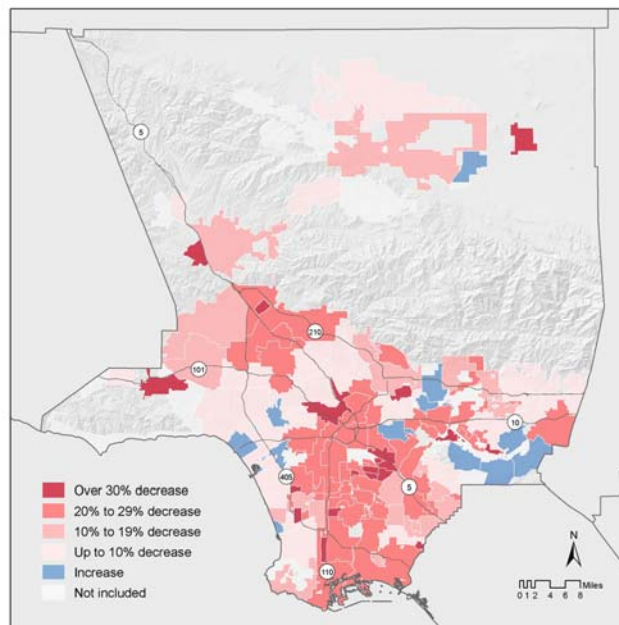 5
210
101
10
405
5
110
Over 30% decrease
20% to 29% decrease
10% to 19% decrease
Up to 10% decrease
Increase
Not included
N
Miles
0 1 2 4 6 8